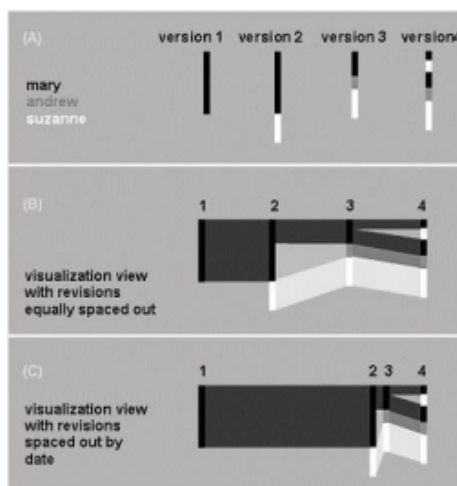 (A)
version 1 version 2 version 3 version4
mary
andrew
suzanne
(B)
1 2 3 4
visualization view
with revisions
equally spaced out
(C)
1 2 3 4
visualization view
with revisions
spaced out by
date